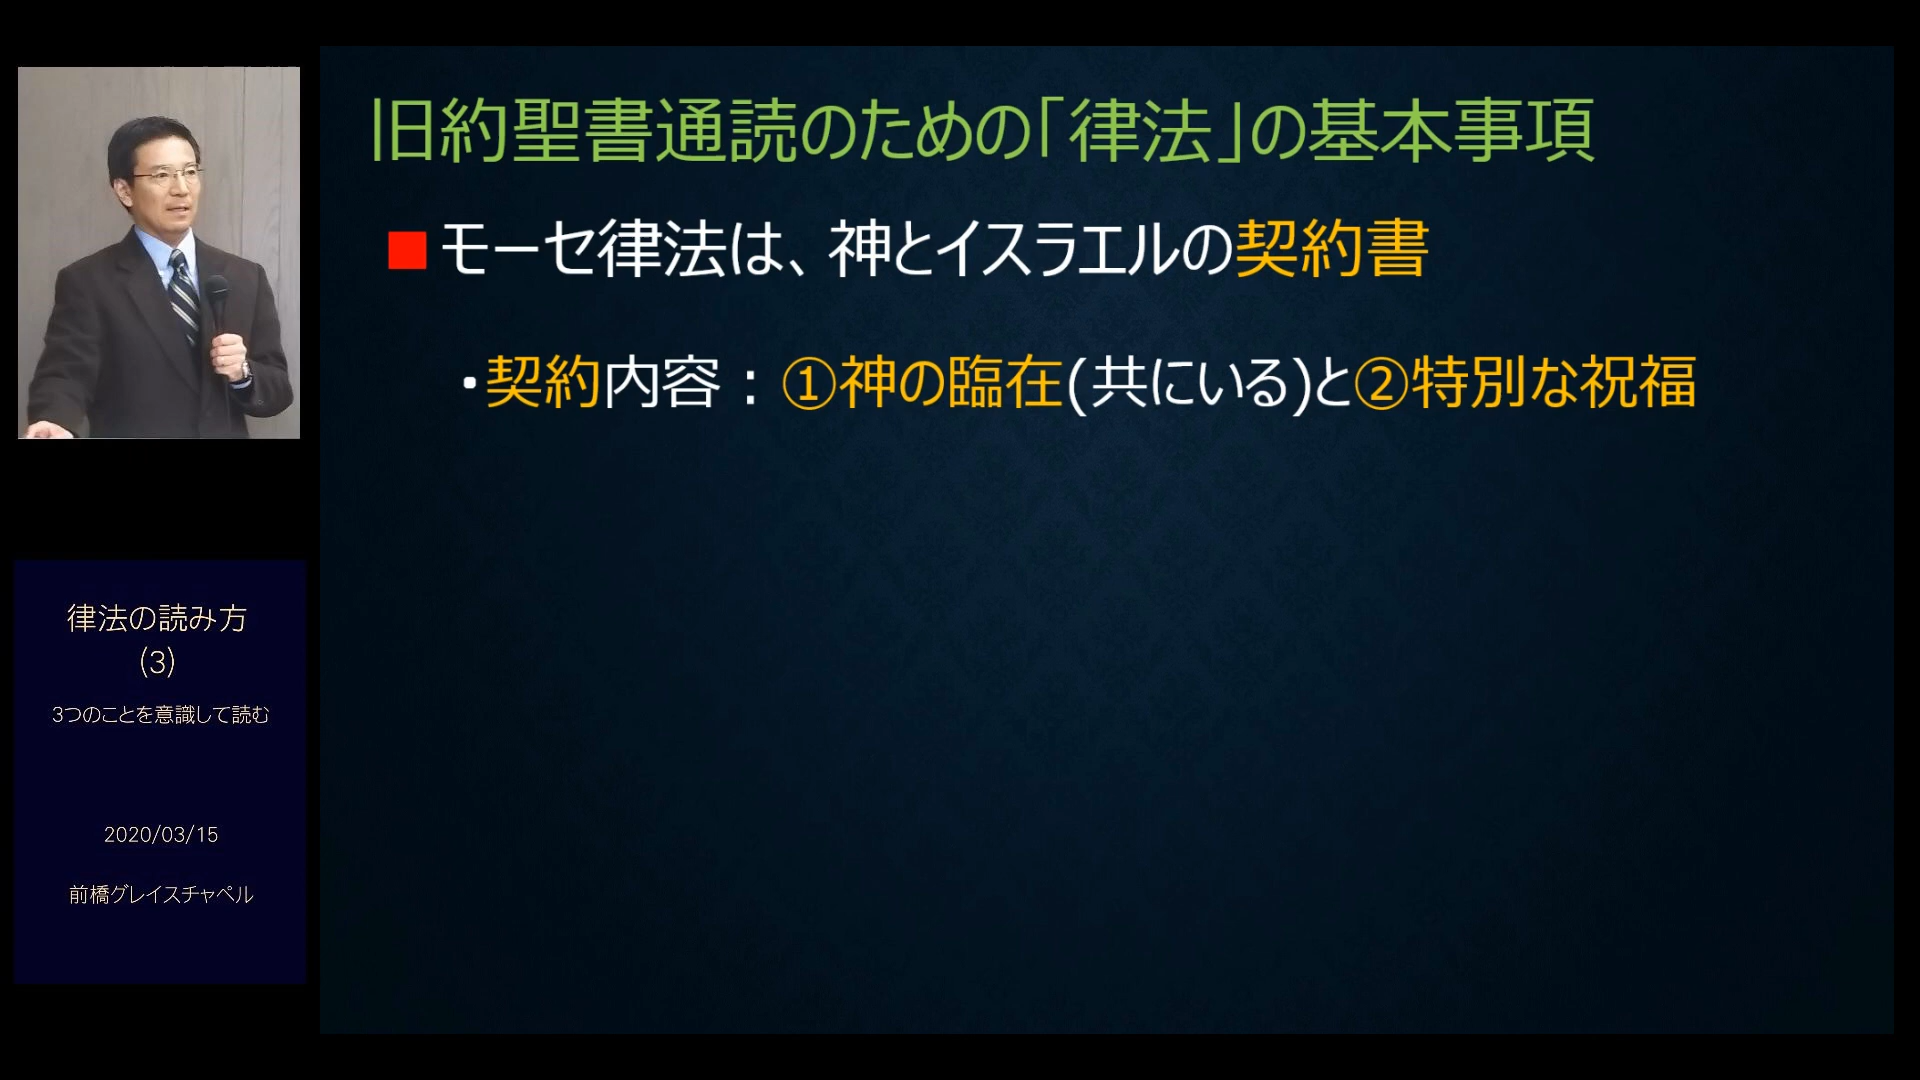 旧約聖書通読のための「律法」の基本事項
■モーセ律法は、神とイスラエルの契約書
・契約内容：①神の臨在(共にいる)と②特別な祝福
律法の読み方
(3)
3つのことを意識して読む
2020/03/15
前橋グレイスチャペル